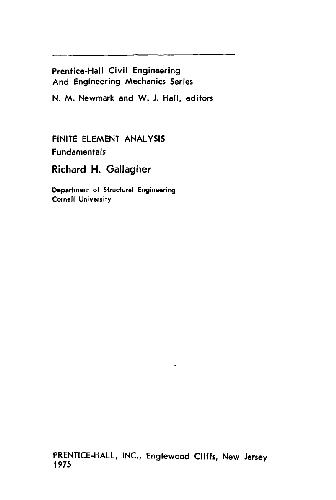 Prentice-Hall Civil Engineering
And Engineering Mechanics Series
N. M. Newmark and W. J. Hall, editors
FINITE ELEMENT ANALYSIS
Fundamentals
Richard H. Gallagher
Department of Structural Engineering
Cornell University
PRENTICE-HALL, INC., Englewood Cliffs, New Jersey
1975